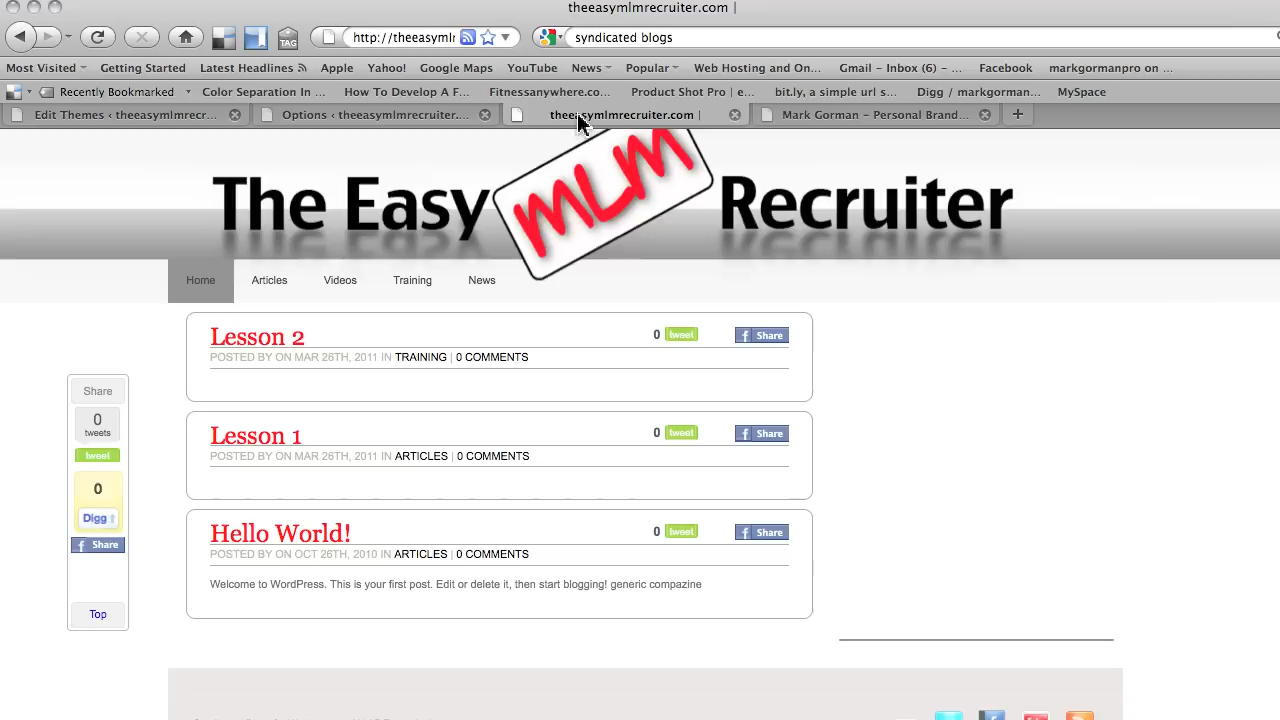 theeasymlmrecruiter.com |
http://theeasymlr
syndicated blogs
TAG
Most Visited Getting Started Latest Headlines Apple Yahoo! Google Maps YouTube News Popular Web Hosting and On... Gmail - Inbox (6) - ... Facebook markgormanpro on ...
Recently Bookmarked Color Separation In ... How To Develop A F... Fitnessanywhere.co... Product Shot Pro | e... bit.ly, a simple url s... Digg / markgorman... MySpace
Edit Themes ‹ theeasymlmrecr... Options ‹ theeasymlmrecruiter.... theeasymlmrecruiter.com | Mark Gorman – Personal Brand...
The Easy MLM Recruiter
Home Articles Videos Training News
Lesson 2 0 tweet f Share
POSTED BY ON MAR 26TH, 2011 IN TRAINING | 0 COMMENTS
Lesson 1 0 tweet f Share
POSTED BY ON MAR 26TH, 2011 IN ARTICLES | 0 COMMENTS
Hello World! 0 tweet f Share
POSTED BY ON OCT 26TH, 2010 IN ARTICLES | 0 COMMENTS
Welcome to WordPress. This is your first post. Edit or delete it, then start blogging! generic compazine
Share
0
tweets
tweet
0
Digg
f Share
Top